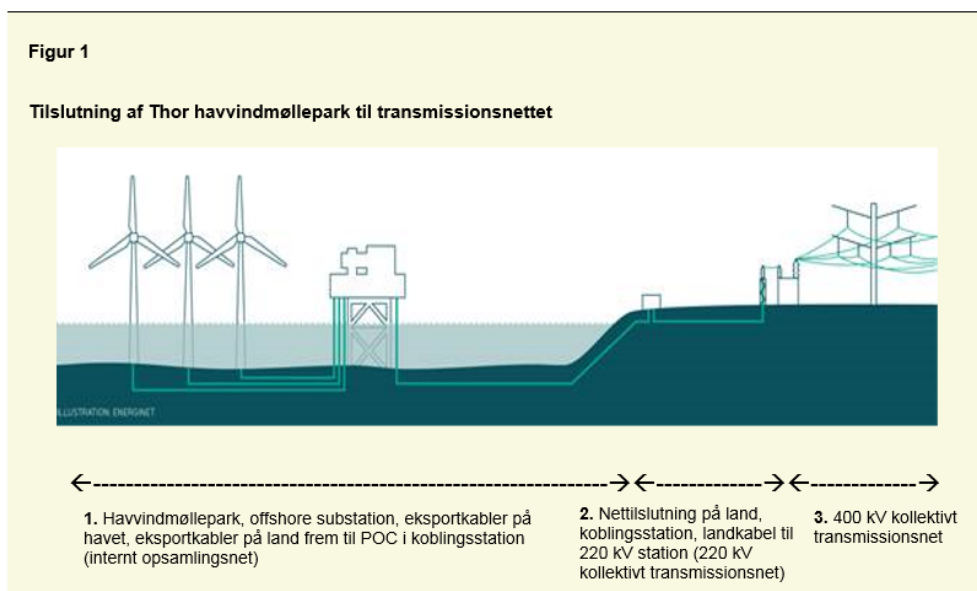 Figur 1
Tilslutning af Thor havvindmøllepark til transmissionsnettet
ILLUSTRATION: ENERGINET
1. Havvindmøllepark, offshore substation, eksportkabler på
havet, eksportkabler på land frem til POC i koblingsstation
(internt opsamlingsnet)
2. Nettilslutning på land,
koblingsstation, landkabel til
220 kV station (220 kV
kollektivt transmissionsnet)
3. 400 kV kollektivt
transmissionsnet